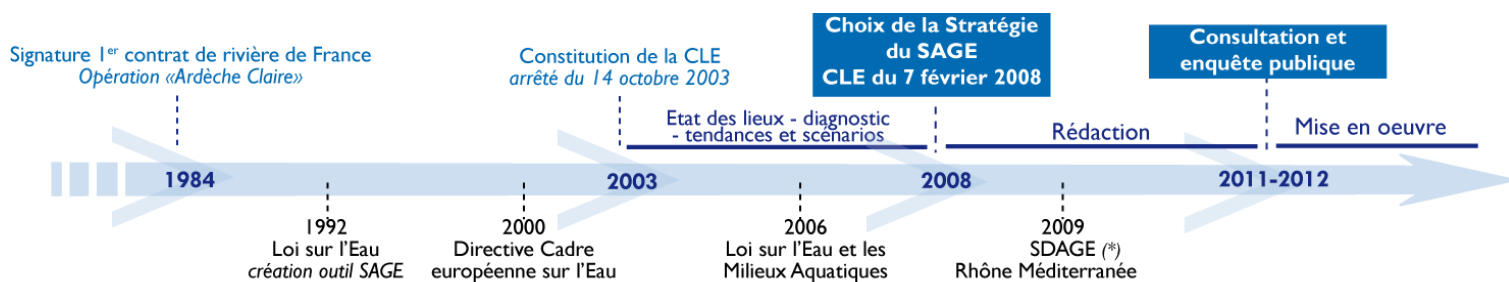 Signature 1er contrat de rivière de France
Opération «Ardèche Claire»
Constitution de la CLE
arrêté du 14 octobre 2003
Choix de la Stratégie
du SAGE
CLE du 7 février 2008
Consultation et
enquête publique
Etat des lieux - diagnostic
- tendances et scénarios
Rédaction
Mise en oeuvre
1984
2003
2008
2011-2012
1992
Loi sur l'Eau
création outil SAGE
2000
Directive Cadre
européenne sur l'Eau
2006
Loi sur l'Eau et les
Milieux Aquatiques
2009
SDAGE (*)
Rhône Méditerranée